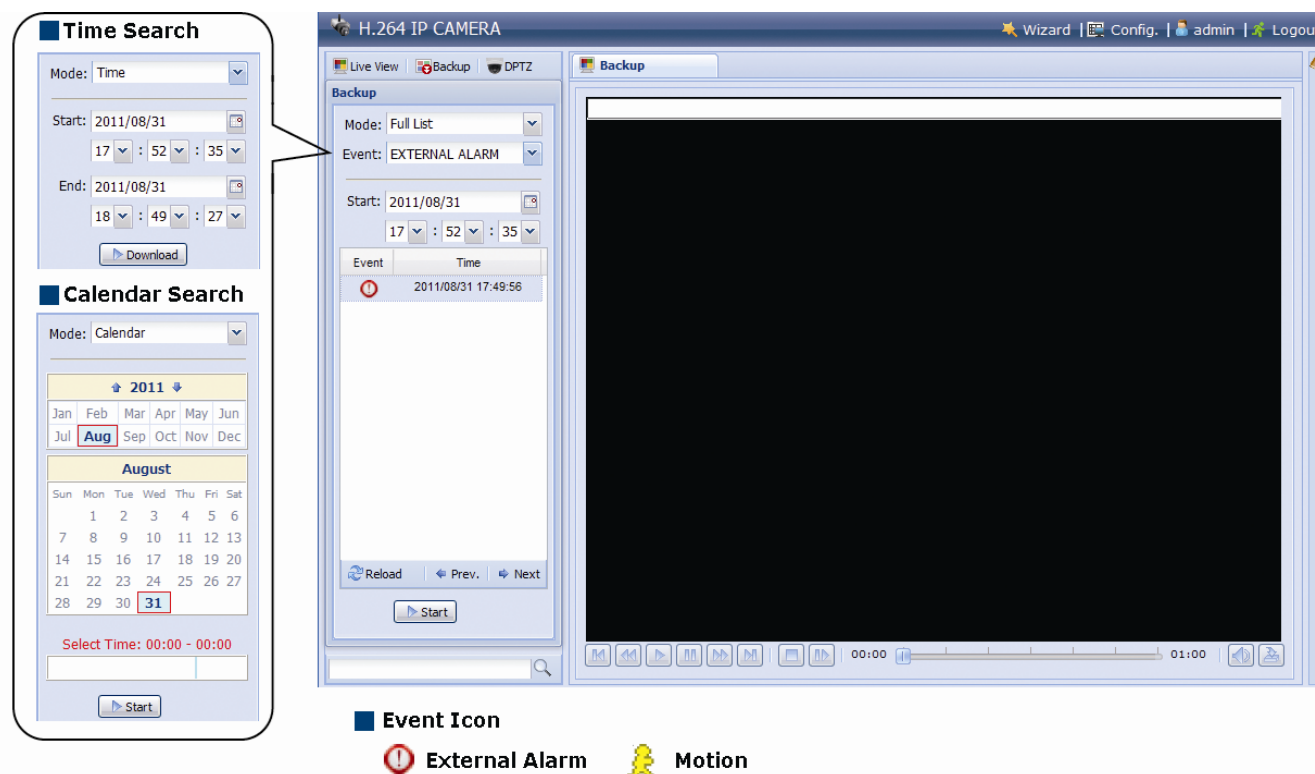 Time Search
Mode: Time
Start: 2011/08/31
17 : 52 : 35
End: 2011/08/31
18 : 49 : 27
Download
Calendar Search
Mode: Calendar
2011
Jan Feb Mar Apr May Jun
Jul Aug Sep Oct Nov Dec
August
Sun Mon Tue Wed Thu Fri Sat
1 2 3 4 5 6
7 8 9 10 11 12 13
14 15 16 17 18 19 20
21 22 23 24 25 26 27
28 29 30 31
Select Time: 00:00 - 00:00
Start
H.264 IP CAMERA
Wizard | Config. | admin | Logou
Live View Backup DPTZ
Backup
Mode: Full List
Event: EXTERNAL ALARM
Start: 2011/08/31
17 : 52 : 35
Event Time
2011/08/31 17:49:56
Reload Prev. Next
Start
Backup
00:00 01:00
Event Icon
External Alarm Motion